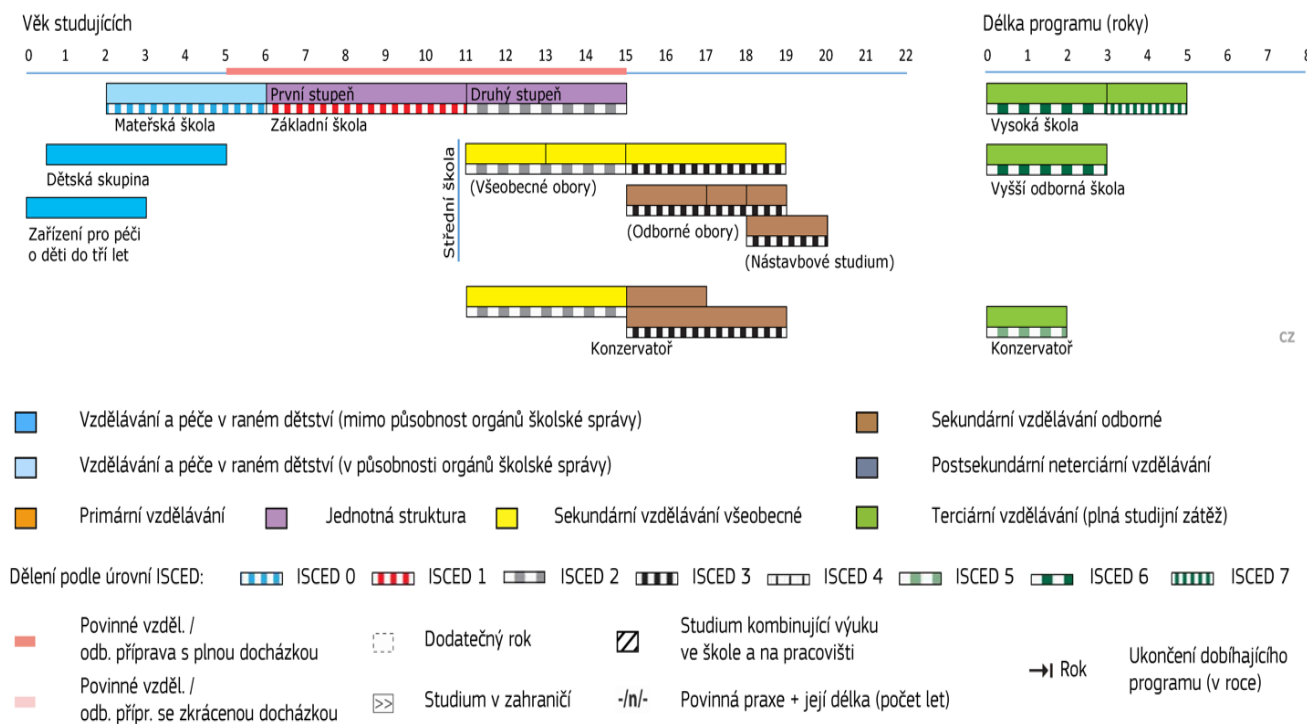 Věk studujících
Délka programu (roky)
0 1 2 3 4 5 6 7 8 9 10 11 12 13 14 15 16 17 18 19 20 21 22
0 1 2 3 4 5 6 7 8
První stupeň
Druhý stupeň
Mateřská škola
Základní škola
Vysoká škola
Dětská skupina
Střední škola
(Všeobecné obory)
Vyšší odborná škola
Zařízení pro péči
o děti do tří let
(Odborné obory)
(Nástavbové studium)
Konzervatoř
Konzervatoř
CZ
Vzdělávání a péče v raném dětství (mimo působnost orgánů školské správy)
Sekundární vzdělávání odborné
Vzdělávání a péče v raném dětství (v působnosti orgánů školské správy)
Postsekundární neterciární vzdělávání
Primární vzdělávání
Jednotná struktura
Sekundární vzdělávání všeobecné
Terciární vzdělávání (plná studijní zátěž)
Dělení podle úrovní ISCED:
ISCED 0
ISCED 1
ISCED 2
ISCED 3
ISCED 4
ISCED 5
ISCED 6
ISCED 7
Povinné vzděl. /
odb. příprava s plnou docházkou
Dodatečný rok
Studium kombinující výuku
ve škole a na pracovišti
Rok
Ukončení dobíhajícího
programu (v roce)
Povinné vzděl. /
odb. přípr. se zkrácenou docházkou
>>
Studium v zahraničí
-/n/-
Povinná praxe + její délka (počet let)